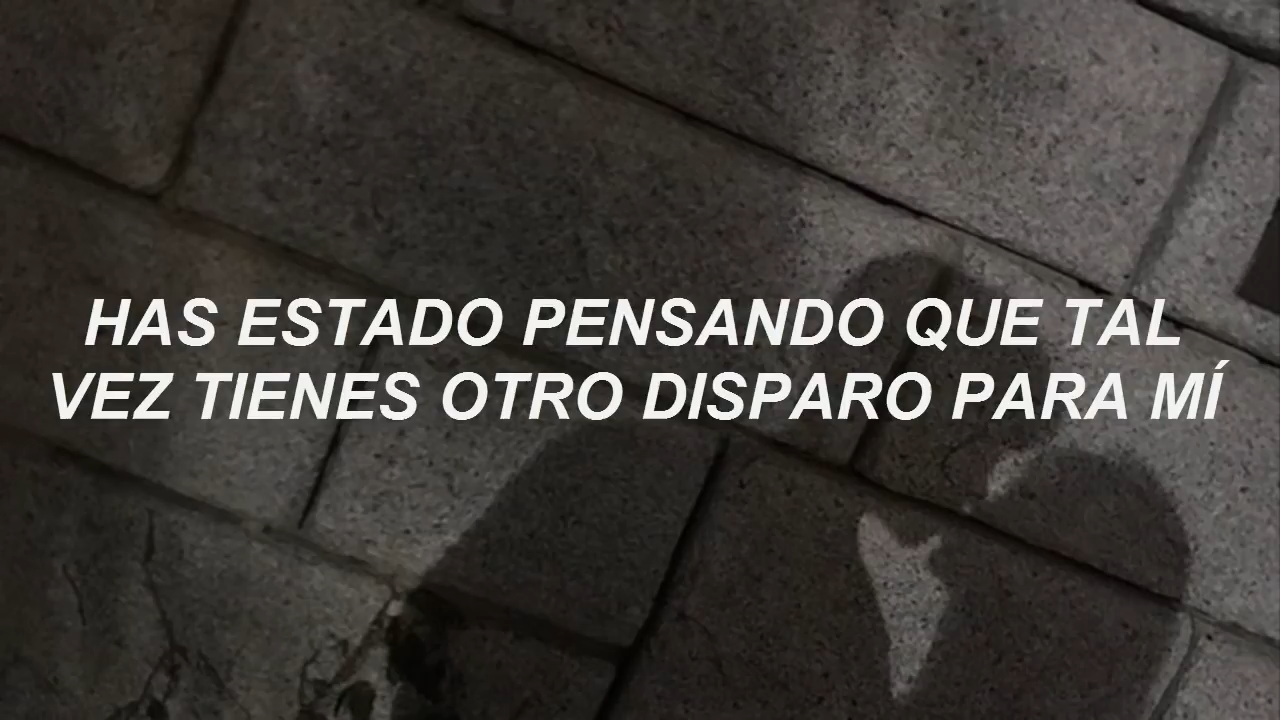 HAS ESTADO PENSANDO QUE TAL
VEZ TIENES OTRO DISPARO PARA MÍ